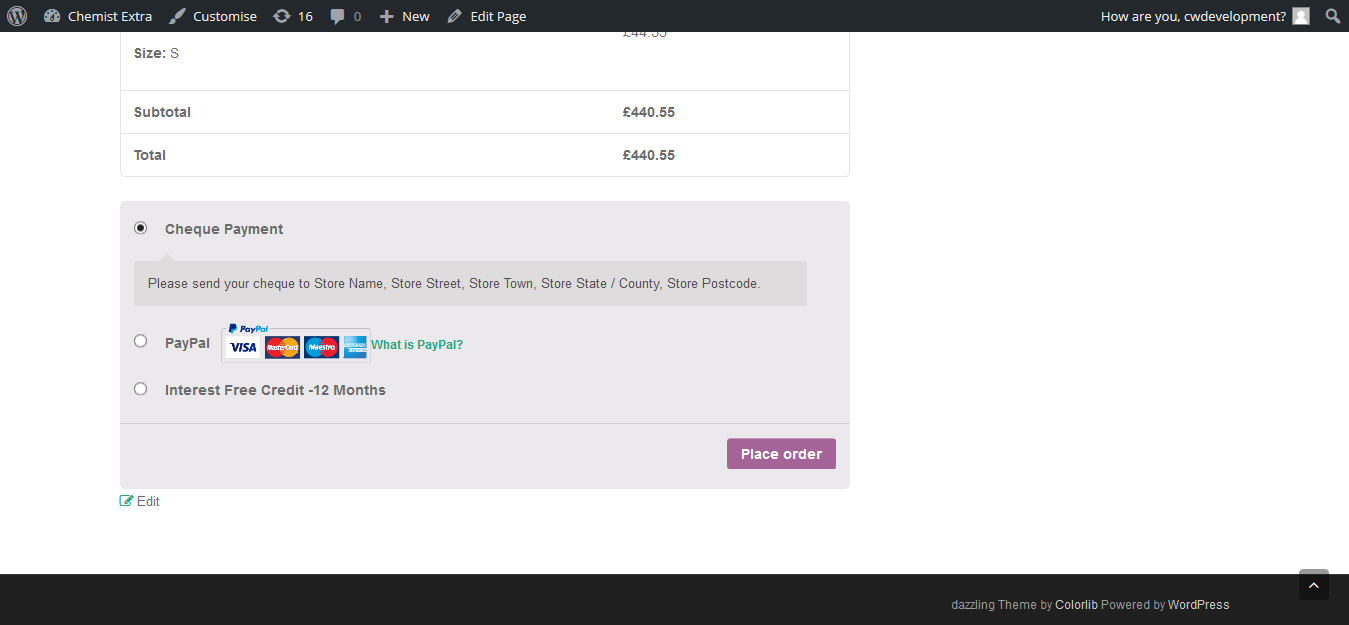 Chemist Extra Customise 16 0 New Edit Page How are you, cwdevelopment?
£44.55
Size: S
Subtotal £440.55
Total £440.55
Cheque Payment
Please send your cheque to Store Name, Store Street, Store Town, Store State / County, Store Postcode.
PayPal PayPal VISA MasterCard Maestro What is PayPal?
Interest Free Credit -12 Months
Place order
Edit
dazzling Theme by Colorlib Powered by WordPress